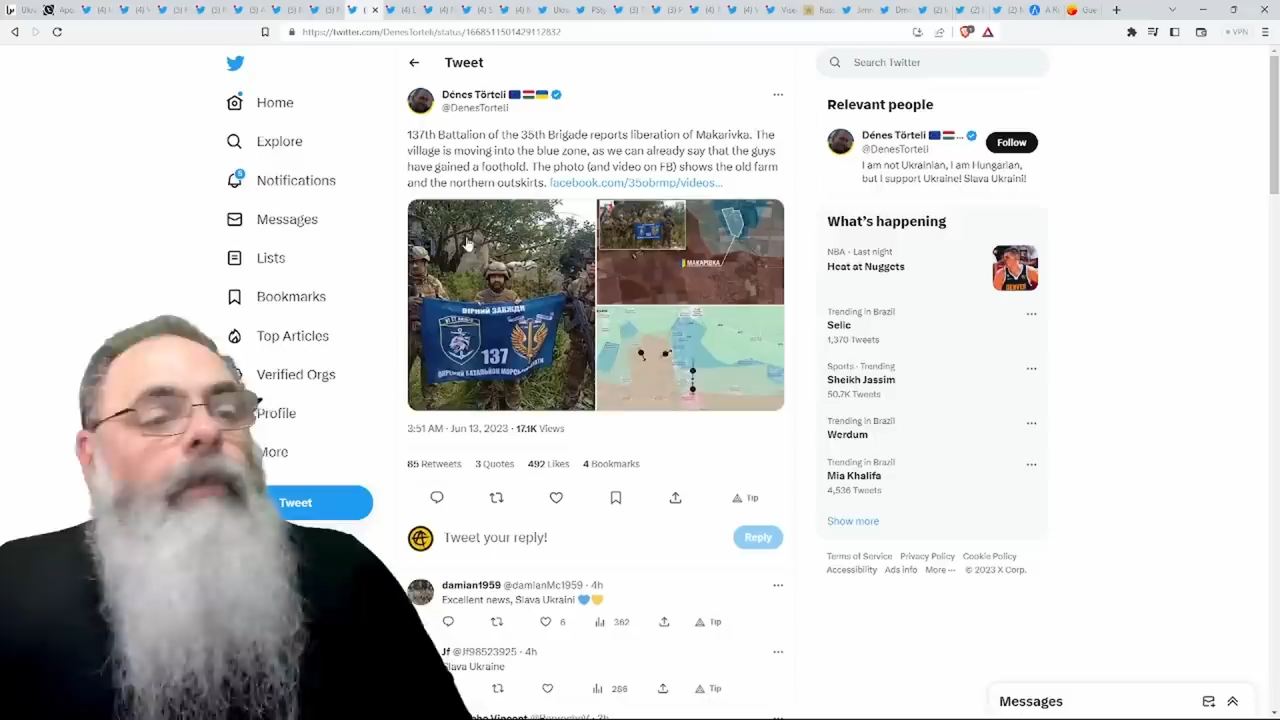 https://twitter.com/DenesTorteli/status/1668511501429112832
VPN
Home
Explore
Notifications
Messages
Lists
Bookmarks
Top Articles
Verified Orgs
Profile
More
Tweet
Tweet
Dénes Törteli
@DenesTorteli
137th Battalion of the 35th Brigade reports liberation of Makarivka. The
village is moving into the blue zone, as we can already say that the guys
have gained a foothold. The photo (and video on FB) shows the old farm
and the northern outskirts. facebook.com/35obrmp/videos...
ВІРНИЙ ЗАВЖДИ
137
МАКАРІВКА
3:51 AM · Jun 13, 2023 · 17.1K Views
85 Retweets 3 Quotes 492 Likes 4 Bookmarks
Tip
Tweet your reply!
Reply
damian1959 @damianMc1959 · 4h
Excellent news, Slava Ukraini
6 362 Tip
Jf @Jf98523925 · 4h
Slava Ukraine
286 Tip
Search Twitter
Relevant people
Dénes Törteli
@DenesTorteli
Follow
I am not Ukrainian, I am Hungarian,
but I support Ukraine! Slava Ukraini!
What's happening
NBA · Last night
Heat at Nuggets
Trending in Brazil
Selic
1,370 Tweets
Sports · Trending
Sheikh Jassim
50.7K Tweets
Trending in Brazil
Werdum
Trending in Brazil
Mia Khalifa
4,536 Tweets
Show more
Terms of Service Privacy Policy Cookie Policy
Accessibility Ads info More ··· © 2023 X Corp.
Messages